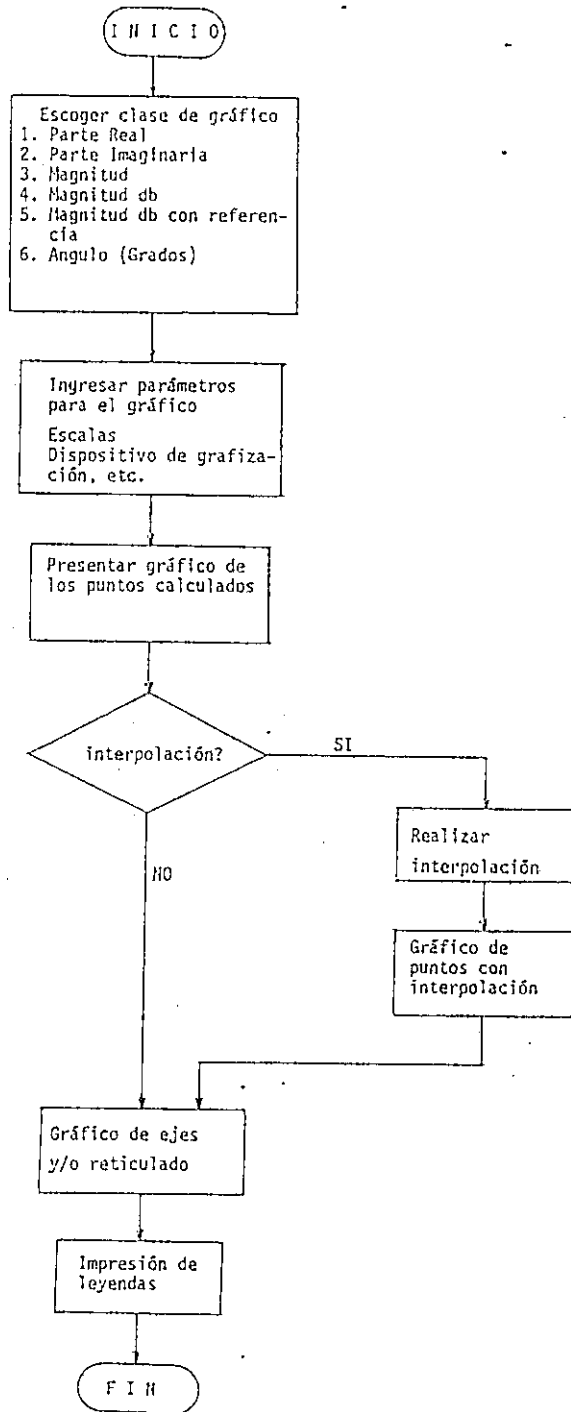 I N I C I O
Escoger clase de gráfico
1. Parte Real
2. Parte Imaginaria
3. Magnitud
4. Magnitud db
5. Magnitud db con referen-
cia
6. Angulo (Grados)
Ingresar parámetros
para el gráfico
Escalas
Dispositivo de grafiza-
ción, etc.
Presentar gráfico de
los puntos calculados
interpolación?
SI
NO
Realizar
interpolación
Gráfico de
puntos con
interpolación
Gráfico de ejes
y/o reticulado
Impresión de
leyendas
F I N